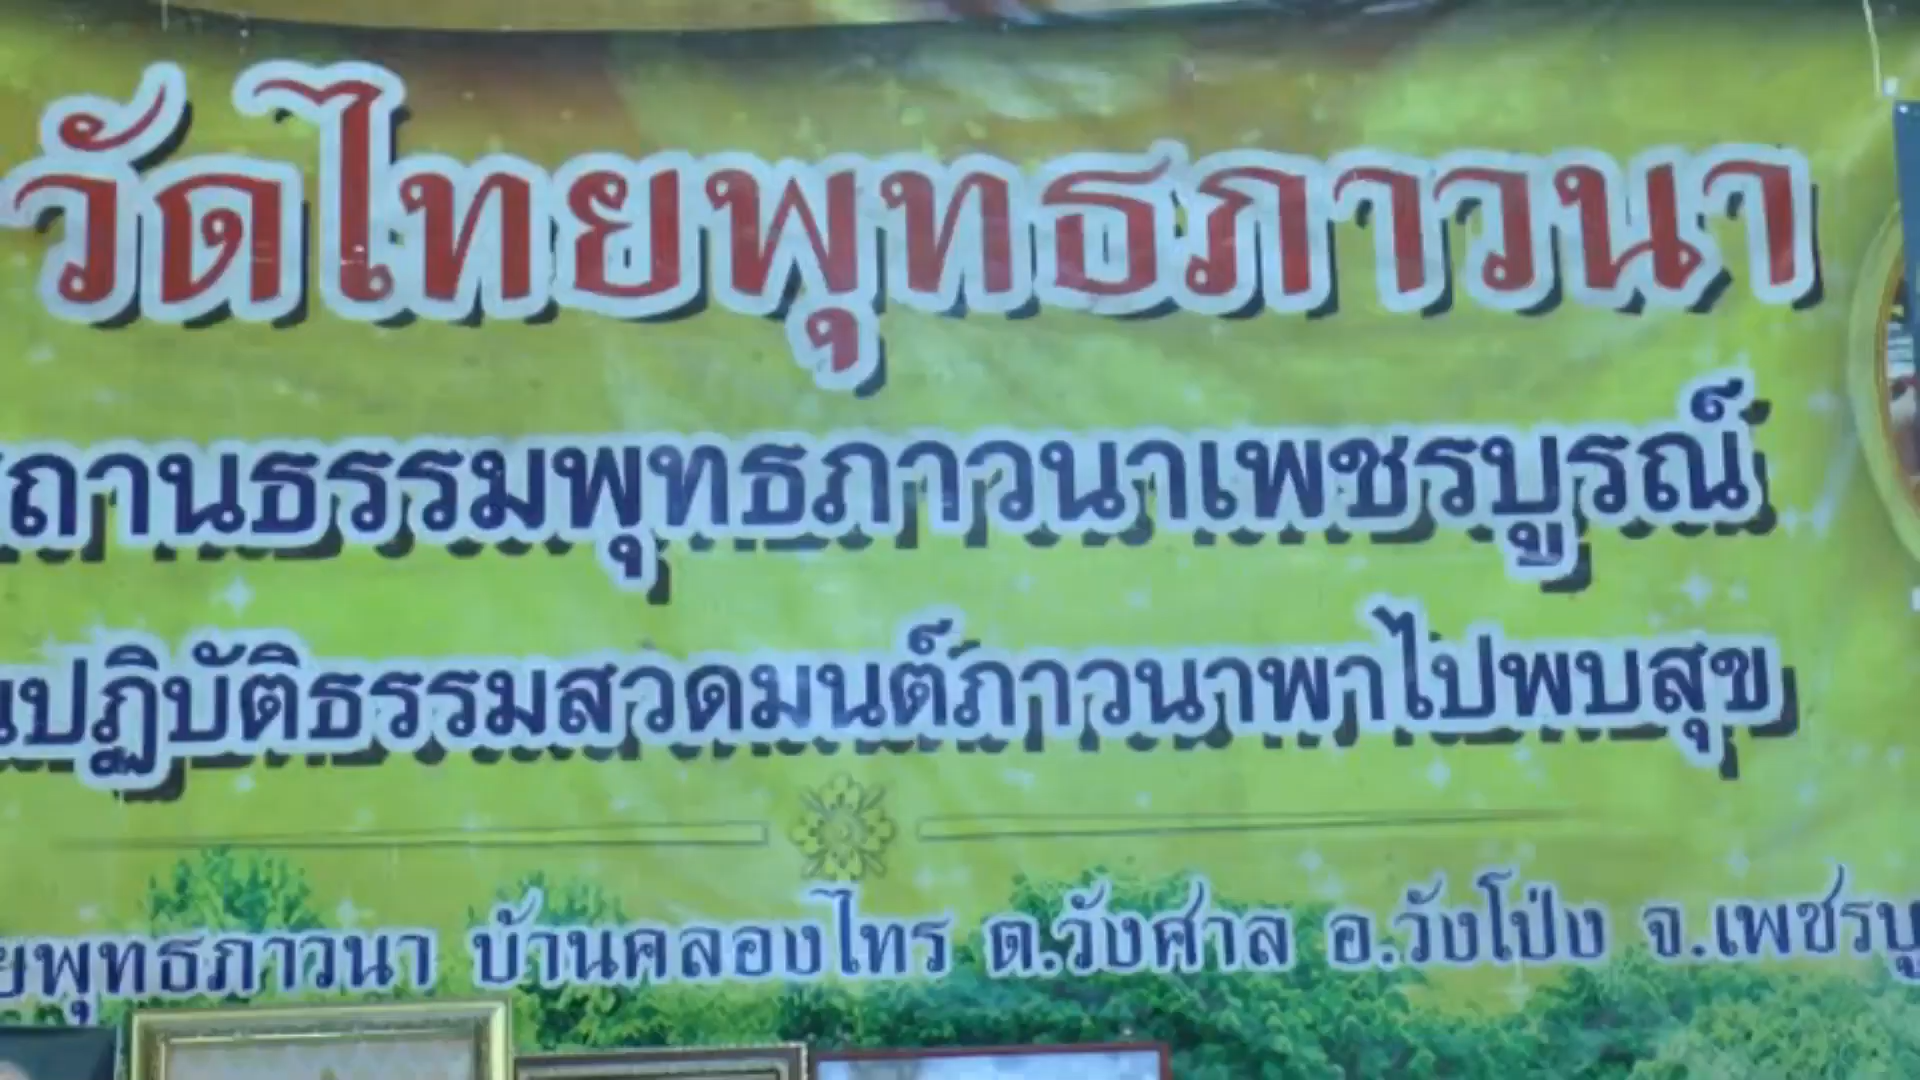 วัดไทยพุทธภาวนา
สถานธรรมพุทธภาวนาเพชรบูรณ์
ปฏิบัติธรรมสวดมนต์ภาวนาพาไปพบสุข
ยพุทธภาวนา บ้านคลองไทร ต.วังศาล อ.วังโป่ง จ.เพชรบู